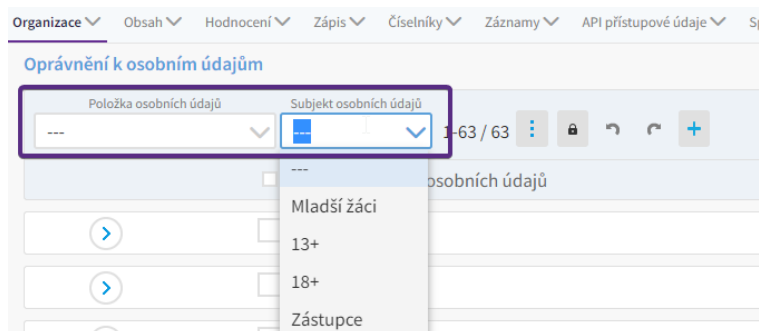 Organizace Obsah Hodnocení Zápis Číselníky Záznamy API přístupové údaje
Oprávnění k osobním údajům
Položka osobních údajů Subjekt osobních údajů
--- --- 1-63 / 63
--- osobních údajů
Mladší žáci
13+
18+
Zástupce